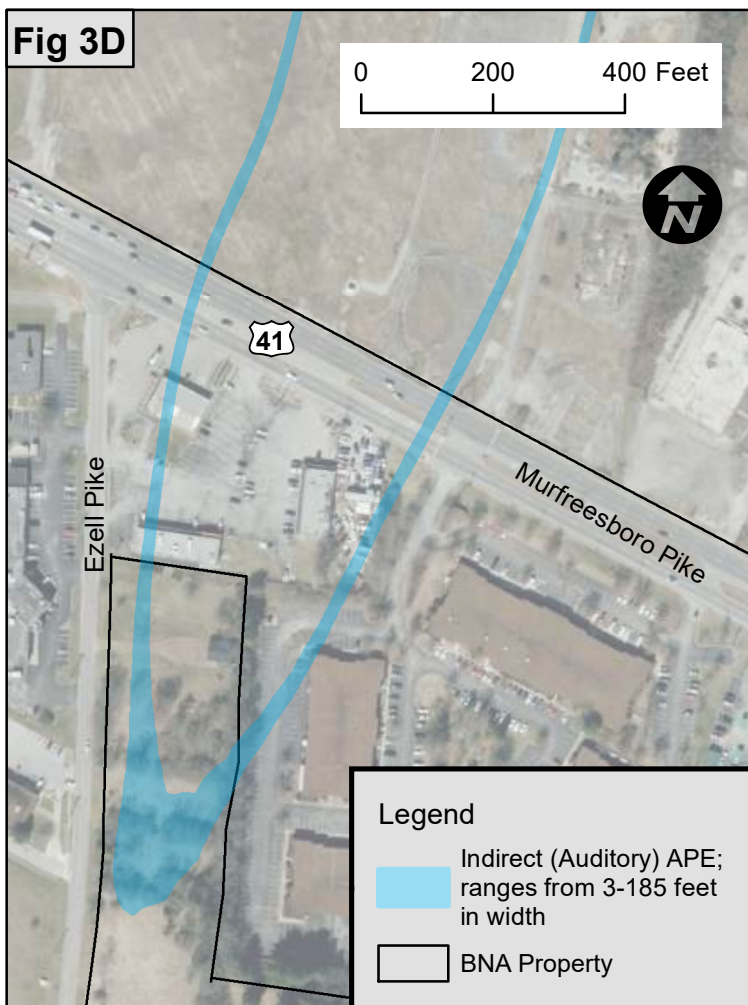 Fig 3D
0 200 400 Feet
N
41
Ezell Pike
Murfreesboro Pike
Legend
Indirect (Auditory) APE;
ranges from 3-185 feet
in width
BNA Property